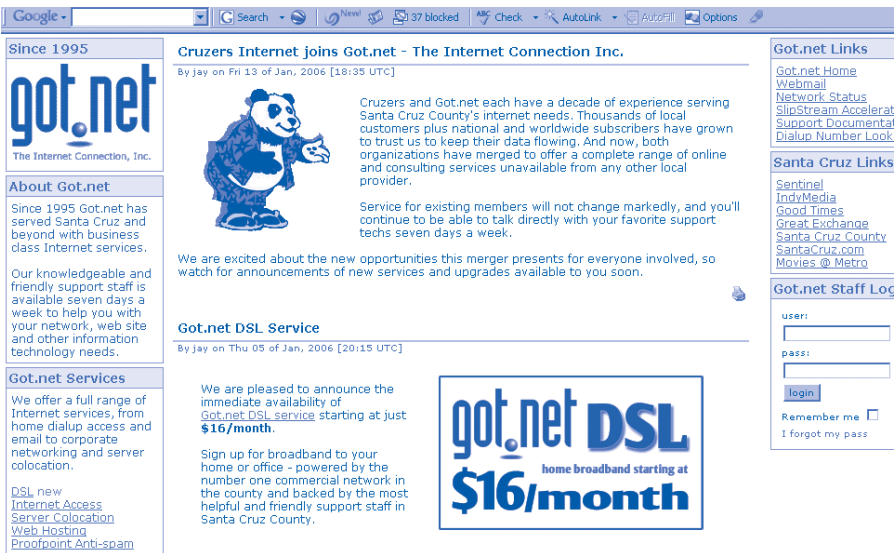 Google
Search
New!
37 blocked
ABC
Check
AutoLink
AutoFill
Options
Since 1995
got.net
The Internet Connection, Inc.
About Got.net
Since 1995 Got.net has
served Santa Cruz and
beyond with business
class Internet services.
Our knowledgeable and
friendly support staff is
available seven days a
week to help you with
your network, web site
and other information
technology needs.
Got.net Services
We offer a full range of
Internet services, from
home dialup access and
email to corporate
networking and server
colocation.
DSL new
Internet Access
Server Colocation
Web Hosting
Proofpoint Anti-spam
Cruzers Internet joins Got.net - The Internet Connection Inc.
By jay on Fri 13 of Jan, 2006 [18:35 UTC]
Cruzers and Got.net each have a decade of experience serving
Santa Cruz County's internet needs. Thousands of local
customers plus national and worldwide subscribers have grown
to trust us to keep their data flowing. And now, both
organizations have merged to offer a complete range of online
and consulting services unavailable from any other local
provider.
Service for existing members will not change markedly, and you'll
continue to be able to talk directly with your favorite support
techs seven days a week.
We are excited about the new opportunities this merger presents for everyone involved, so
watch for announcements of new services and upgrades available to you soon.
Got.net DSL Service
By jay on Thu 05 of Jan, 2006 [20:15 UTC]
We are pleased to announce the
immediate availability of
Got.net DSL service starting at just
$16/month.
Sign up for broadband to your
home or office - powered by the
number one commercial network in
the county and backed by the most
helpful and friendly support staff in
Santa Cruz County.
got.net DSL
home broadband starting at
$16/month
Got.net Links
Got.net Home
Webmail
Network Status
SlipStream Accelerat
Support Documentat
Dialup Number Look
Santa Cruz Links
Sentinel
IndyMedia
Good Times
Great Exchange
Santa Cruz County
SantaCruz.com
Movies @ Metro
Got.net Staff Log
user:
pass:
login
Remember me
I forgot my pass